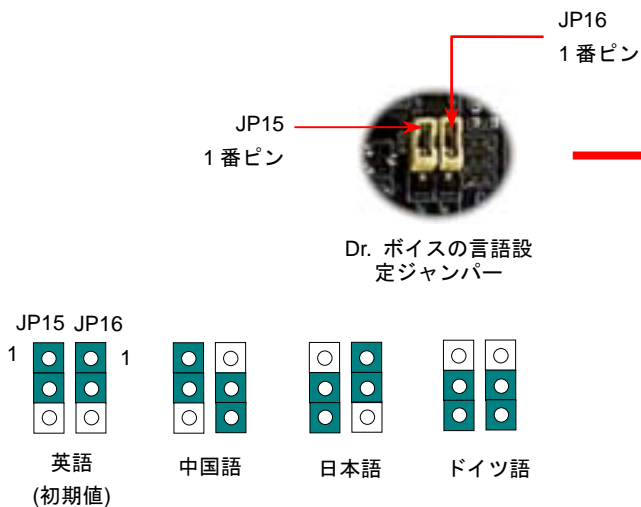 JP16
1 番ピン
JP15
1 番ピン
Dr. ボイスの言語設
定ジャンパー
JP15 JP16
1 1
英語
(初期値)
中国語
日本語
ドイツ語